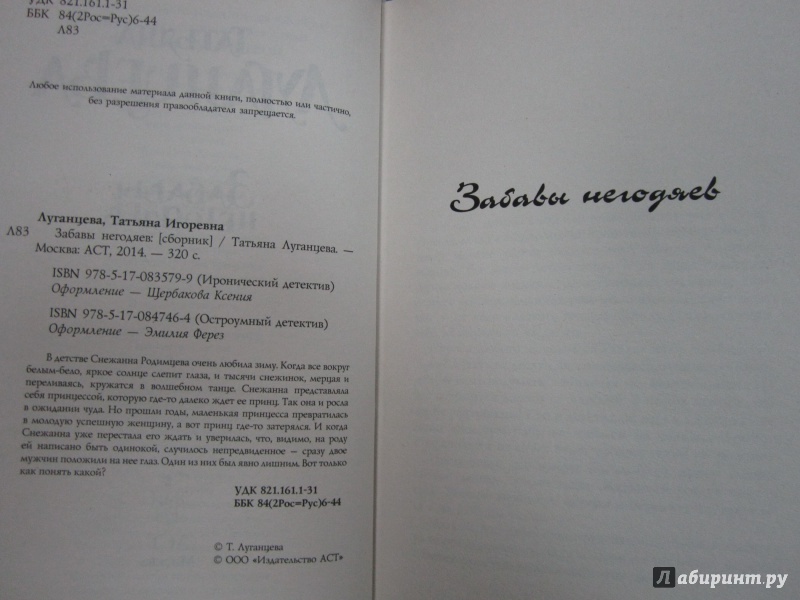 УДК 821.161.1-31
ББК 84(2Рос=Рус)6-44
Л83
Любое использование материала данной книги, полностью или частично,
без разрешения правообладателя запрещается.
Луганцева, Татьяна Игоревна
Л83 Забавы негодяев: [сборник] / Татьяна Луганцева. —
Москва: АСТ, 2014. — 320 с.
ISBN 978-5-17-083579-9 (Иронический детектив)
Оформление — Щербакова Ксения
ISBN 978-5-17-084746-4 (Остроумный детектив)
Оформление — Эмилия Ферез
В детстве Снежанна Родимцева очень любила зиму. Когда все вокруг
белым-бело, яркое солнце слепит глаза, и тысячи снежинок, мерцая и
переливаясь, кружатся в волшебном танце. Снежанна представляла
себя принцессой, которую где-то далеко ждет ее принц. Так она и росла
в ожидании чуда. Но прошли годы, маленькая принцесса превратилась
в молодую успешную женщину, а вот принц где-то затерялся. И когда
Снежанна уже перестала его ждать и уверилась, что, видимо, на роду
ей написано быть одинокой, случилось непредвиденное — сразу двое
мужчин положили на нее глаз. Один из них был явно лишним. Вот только
как понять какой?
УДК 821.161.1-31
ББК 84(2Рос=Рус)6-44
© Т. Луганцева
© ООО «Издательство АСТ»
Забавы негодяев
Лабиринт.ру